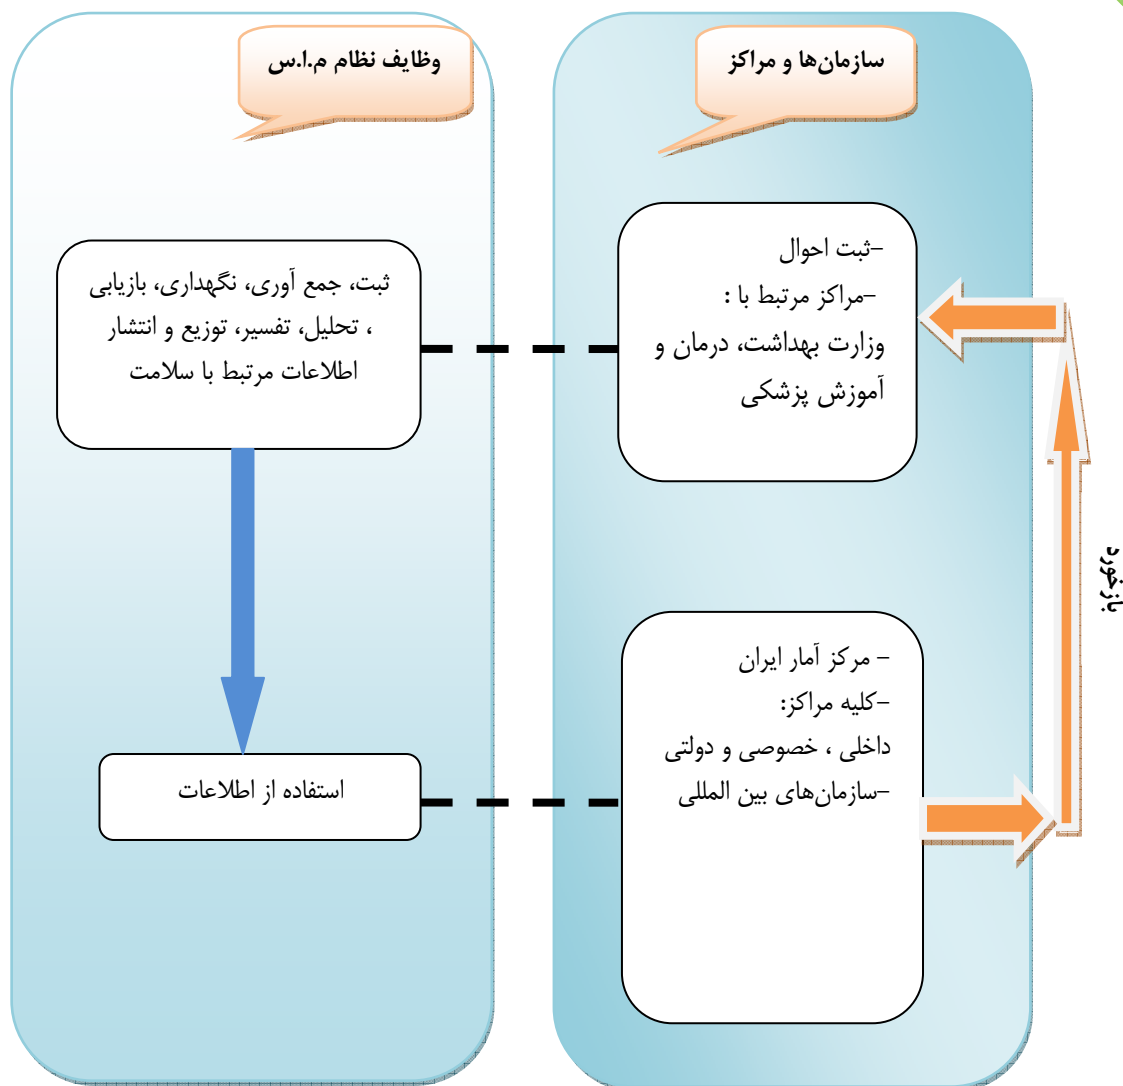 سازمان‌ها و مراکز
-ثبت احوال
-مراکز مرتبط با :
وزارت بهداشت، درمان و
آموزش پزشکی
- مرکز آمار ایران
-کلیه مراکز:
داخلی ، خصوصی و دولتی
-سازمان‌های بین المللی
بازخورد
وظایف نظام م.ا.س
ثبت، جمع آوری، نگهداری، بازیابی
، تحلیل، تفسیر، توزیع و انتشار
اطلاعات مرتبط با سلامت
استفاده از اطلاعات